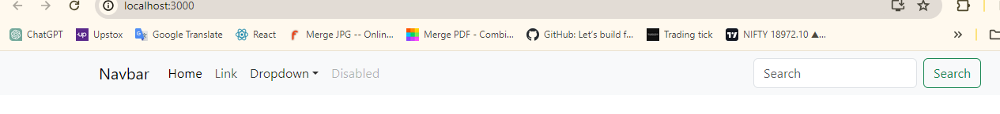 localhost:3000
ChatGPT up Upstox Google Translate React Merge JPG -- Onlin... Merge PDF - Combi... GitHub: Let's build f... Trading tick NIFTY 18972.10 ▲... »
Navbar Home Link Dropdown Disabled Search Search